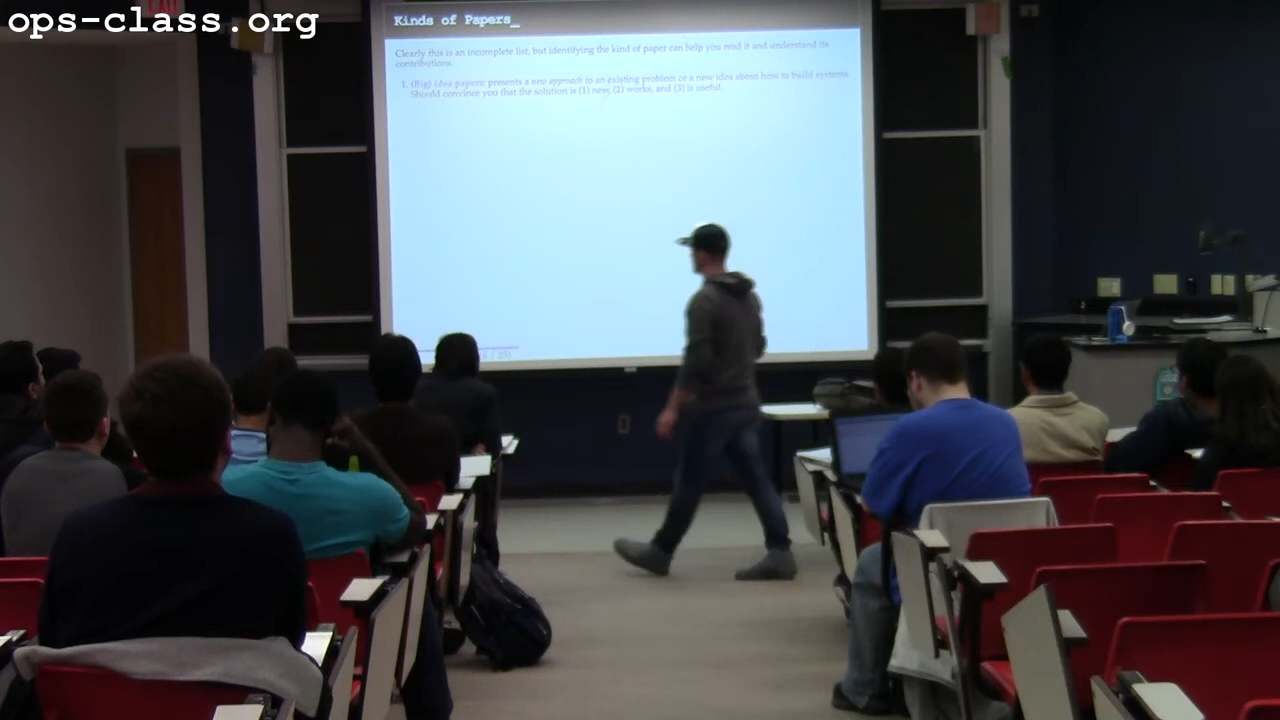 EXIT
ops-class.org
Kinds of Papers_
Clearly this is an incomplete list, but identifying the kind of paper can help you read it and understand its
contributions.
1. (Big) idea papers: presents a new approach to an existing problem or a new idea about how to build systems.
Should convince you that the solution is (1) new, (2) works, and (3) is useful.